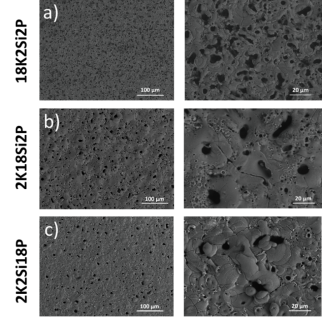 18K2Si2P
a)
100 µm
20 µm
2K18Si2P
b)
100 µm
20 µm
2K2Si18P
c)
100 µm
20 µm